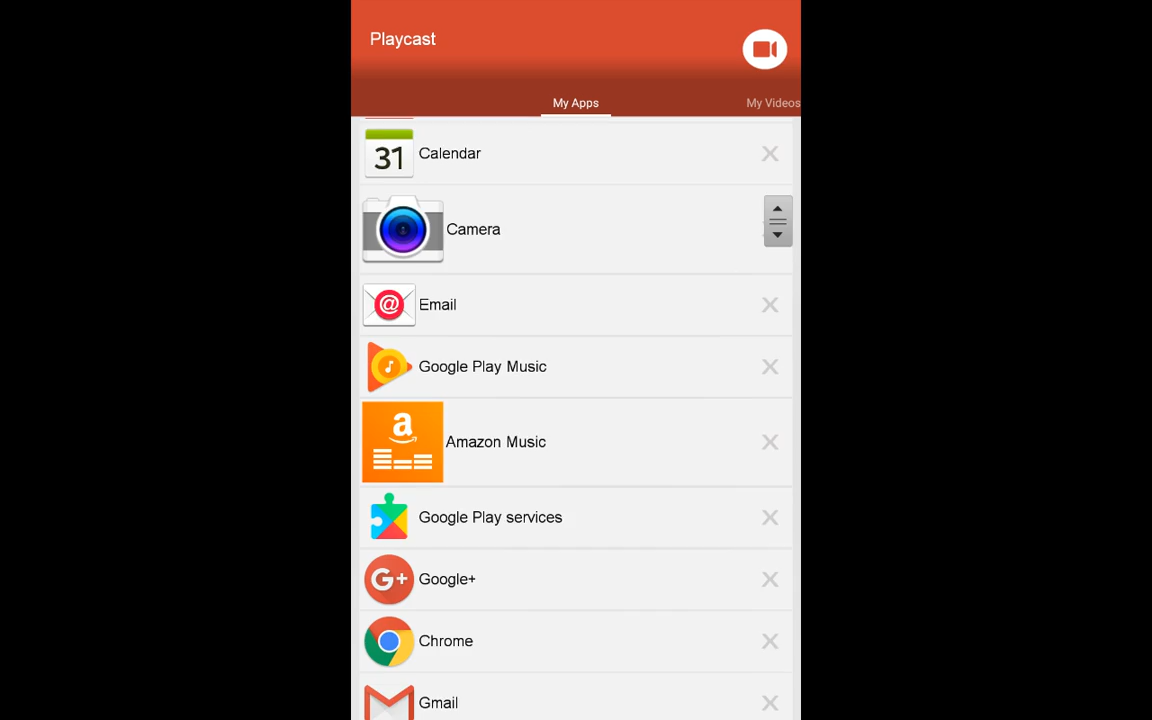 Playcast
My Apps
My Videos
31
Calendar
Camera
@
Email
Google Play Music
a
Amazon Music
Google Play services
G+
Google+
Chrome
Gmail